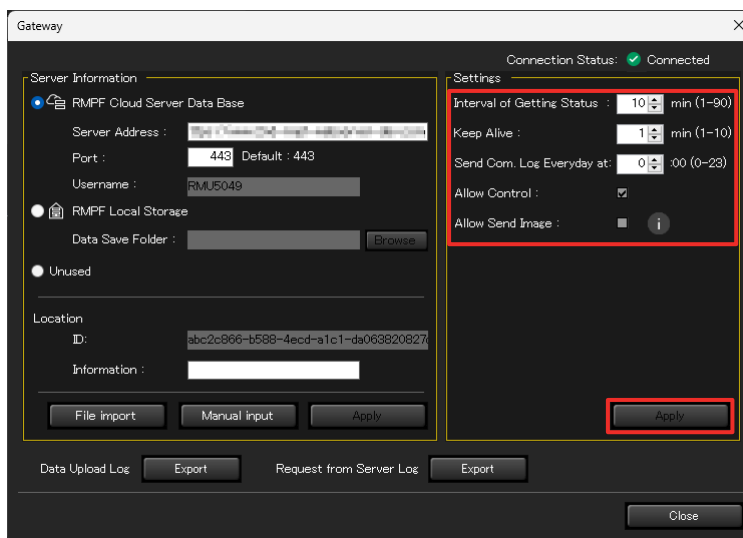 Gateway
Connection Status: Connected
Server Information
RMPF Cloud Server Data Base
Server Address :
Port : 443 Default : 443
Username : RMU5049
RMPF Local Storage
Data Save Folder : Browse
Unused
Location
ID: abc2c866-b588-4ecd-a1c1-da063820827
Information :
File import Manual input Apply
Settings
Interval of Getting Status : 10 min (1-90)
Keep Alive : 1 min (1-10)
Send Com. Log Everyday at: 0 :00 (0-23)
Allow Control :
Allow Send Image : i
Apply
Data Upload Log Export Request from Server Log Export
Close